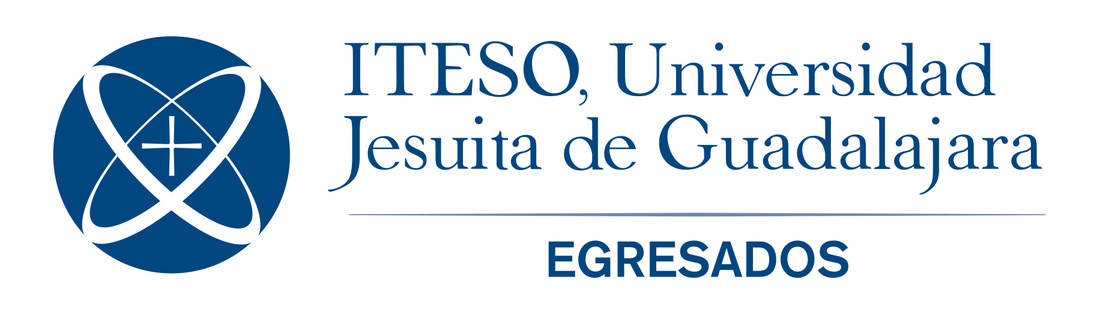 ITESO, Universidad
Jesuita de Guadalajara
EGRESADOS